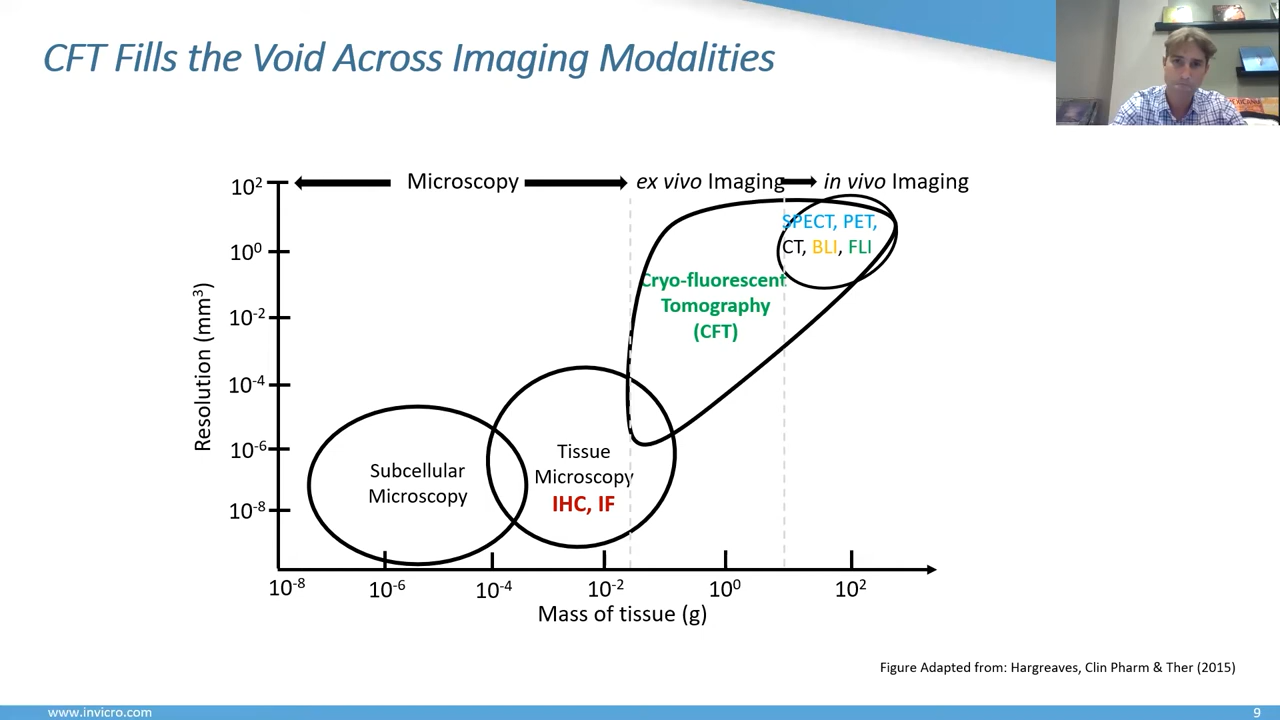 CFT Fills the Void Across Imaging Modalities
Microscopy
ex vivo Imaging
in vivo Imaging
10²
10⁰
10⁻²
10⁻⁴
10⁻⁶
10⁻⁸
Resolution (mm³)
SPECT, PET,
CT, BLI, FLI
Cryo-fluorescent
Tomography
(CFT)
Subcellular
Microscopy
Tissue
Microscopy
IHC, IF
10⁻⁸
10⁻⁶
10⁻⁴
10⁻²
10⁰
10²
Mass of tissue (g)
Figure Adapted from: Hargreaves, Clin Pharm & Ther (2015)
www.invicro.com
9